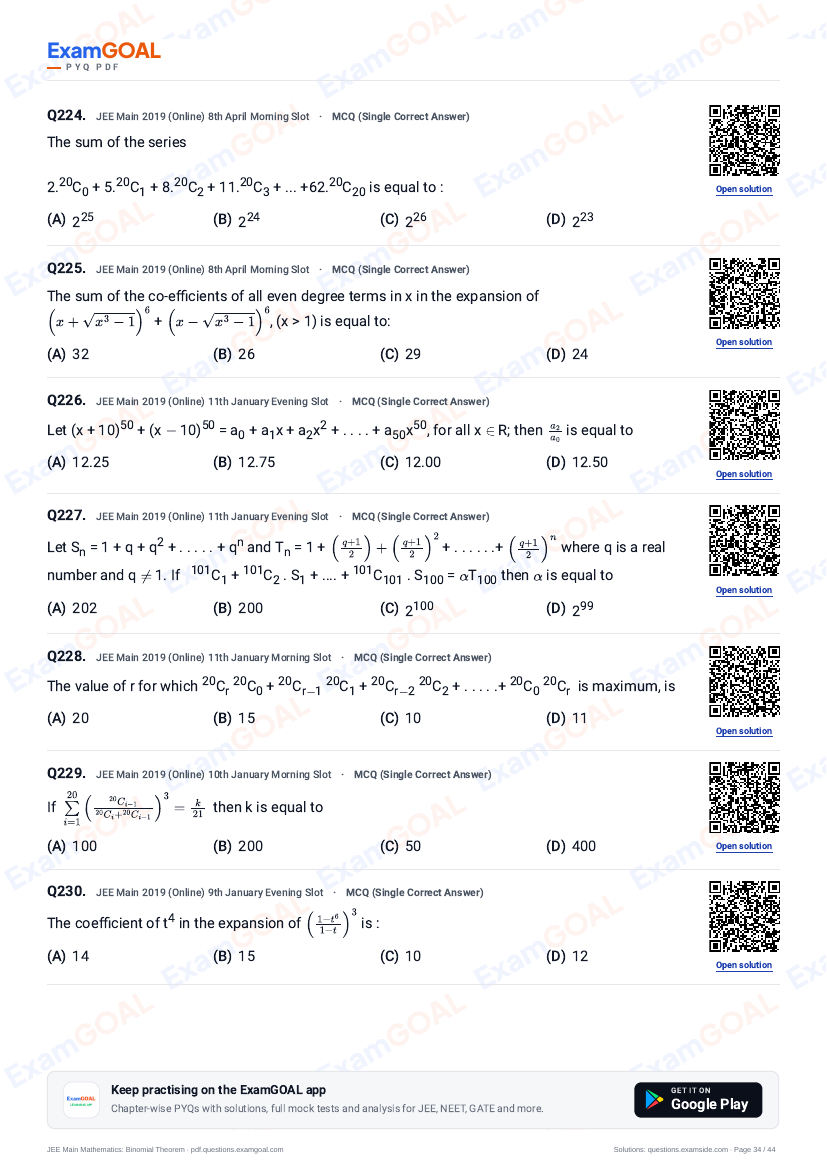 ExamGOAL
PYQ PDF
Q224. JEE Main 2019 (Online) 8th April Morning Slot · MCQ (Single Correct Answer)
The sum of the series
2.²⁰C₀ + 5.²⁰C₁ + 8.²⁰C₂ + 11.²⁰C₃ + ... +62.²⁰C₂₀ is equal to :
(A) 2²⁵ (B) 2²⁴ (C) 2²⁶ (D) 2²³
Open solution
Q225. JEE Main 2019 (Online) 8th April Morning Slot · MCQ (Single Correct Answer)
The sum of the co-efficients of all even degree terms in x in the expansion of
(x + √(x³ − 1))⁶ + (x − √(x³ − 1))⁶, (x > 1) is equal to:
(A) 32 (B) 26 (C) 29 (D) 24
Open solution
Q226. JEE Main 2019 (Online) 11th January Evening Slot · MCQ (Single Correct Answer)
Let (x + 10)⁵⁰ + (x − 10)⁵⁰ = a₀ + a₁x + a₂x² + . . . . + a₅₀x⁵⁰, for all x ∈ R; then a₂/a₀ is equal to
(A) 12.25 (B) 12.75 (C) 12.00 (D) 12.50
Open solution
Q227. JEE Main 2019 (Online) 11th January Evening Slot · MCQ (Single Correct Answer)
Let Sₙ = 1 + q + q² + . . . . . + qⁿ and Tₙ = 1 + ((q+1)/2) + ((q+1)/2)² + . . . . . .+ ((q+1)/2)ⁿ where q is a real
number and q ≠ 1. If ¹⁰¹C₁ + ¹⁰¹C₂ . S₁ + .... + ¹⁰¹C₁₀₁ . S₁₀₀ = αT₁₀₀ then α is equal to
(A) 202 (B) 200 (C) 2¹⁰⁰ (D) 2⁹⁹
Open solution
Q228. JEE Main 2019 (Online) 11th January Morning Slot · MCQ (Single Correct Answer)
The value of r for which ²⁰Cᵣ ²⁰C₀ + ²⁰Cᵣ₋₁ ²⁰C₁ + ²⁰Cᵣ₋₂ ²⁰C₂ + . . . . .+ ²⁰C₀ ²⁰Cᵣ is maximum, is
(A) 20 (B) 15 (C) 10 (D) 11
Open solution
Q229. JEE Main 2019 (Online) 10th January Morning Slot · MCQ (Single Correct Answer)
If ∑_{i=1}^{20} (²⁰Cᵢ₋₁/(²⁰Cᵢ+²⁰Cᵢ₋₁))³ = k/21 then k is equal to
(A) 100 (B) 200 (C) 50 (D) 400
Open solution
Q230. JEE Main 2019 (Online) 9th January Evening Slot · MCQ (Single Correct Answer)
The coefficient of t⁴ in the expansion of ((1−t⁶)/(1−t))³ is :
(A) 14 (B) 15 (C) 10 (D) 12
Open solution
Keep practising on the ExamGOAL app
Chapter-wise PYQs with solutions, full mock tests and analysis for JEE, NEET, GATE and more.
GET IT ON
Google Play
JEE Main Mathematics: Binomial Theorem · pdf.questions.examgoal.com
Solutions: questions.examside.com · Page 34 / 44